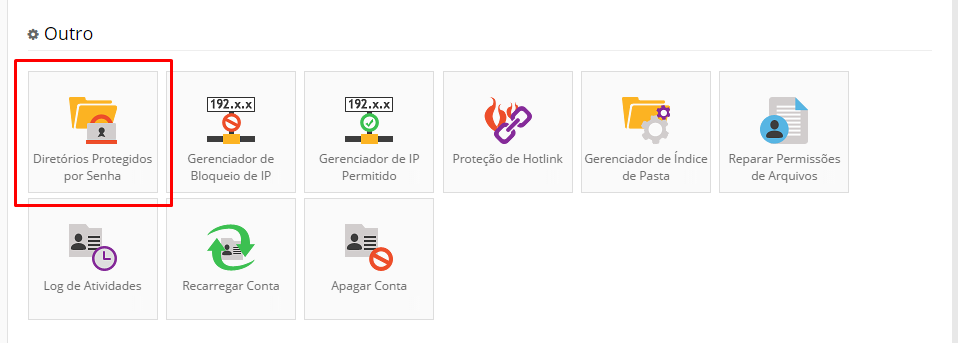 Outro
Diretórios Protegidos
por Senha
192.x.x
Gerenciador de
Bloqueio de IP
192.x.x
Gerenciador de IP
Permitido
Proteção de Hotlink
Gerenciador de Índice
de Pasta
Reparar Permissões
de Arquivos
Log de Atividades
Recarregar Conta
Apagar Conta